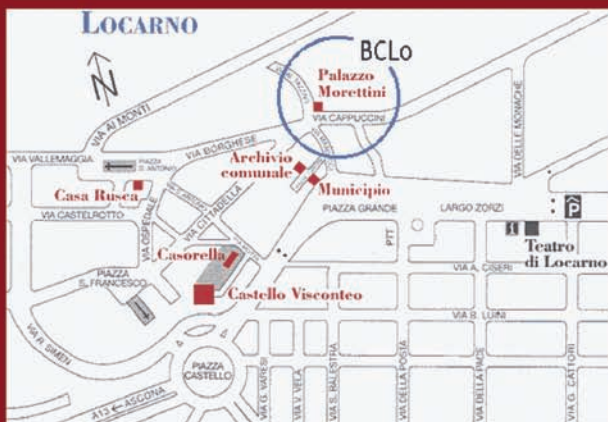 LOCARNO
N
BCLo
Palazzo
Morettini
VIA CAPPUCCINI
VIA AI MONTI
VIA BORGHESE
VIA DELLE MONACHE
VIA VALLEMAGGIA
PIAZZA
S. ANTONIO
Archivio
comunale
Municipio
Casa Rusca
VIA CASTELROTTO
VIA OSPEDALE
VIA CITTADELLA
PIAZZA GRANDE
LARGO ZORZI
P
i
PTT
Teatro
di Locarno
Casorella
VIA A. CISERI
PIAZZA
S. FRANCESCO
Castello Visconteo
VIA B. LUINI
VIA R. SIMEN
PIAZZA
CASTELLO
VIA G. VARESI
VIA V. VELA
VIA S. BALESTRA
VIA DELLA POSTA
VIA DELLA PACE
VIA G. CATTORI
A13 ← ASCONA